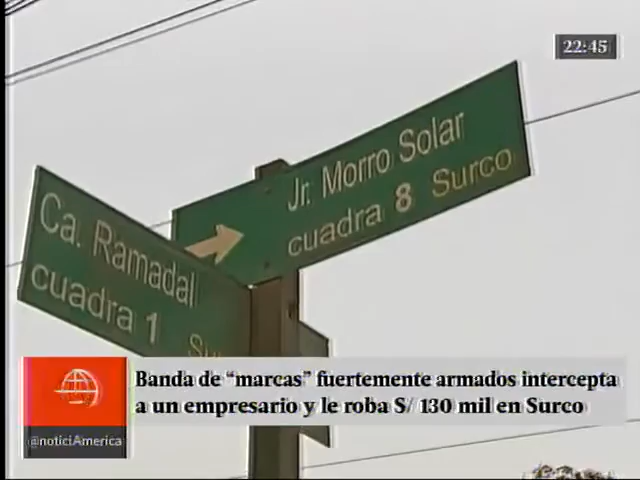 22:45
Jr. Morro Solar
cuadra 8 Surco
Ca. Ramadal
cuadra 1
Banda de “marcas” fuertemente armados intercepta
a un empresario y le roba S/ 130 mil en Surco
@noticiAmerica